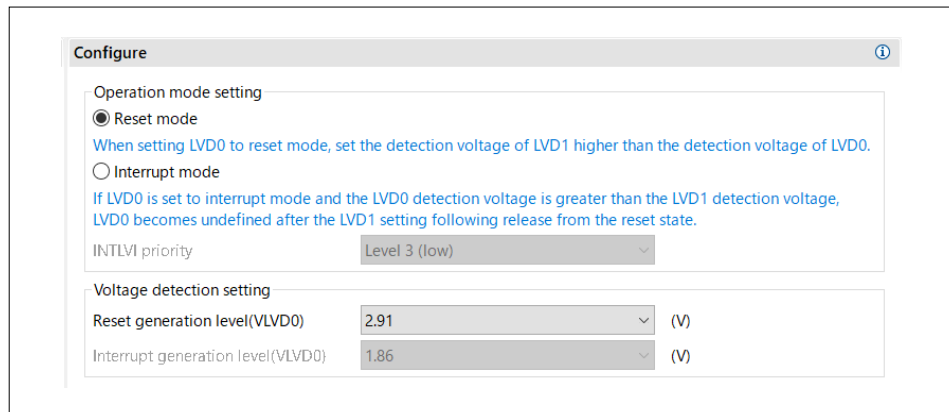 Configure
Operation mode setting
Reset mode
When setting LVD0 to reset mode, set the detection voltage of LVD1 higher than the detection voltage of LVD0.
Interrupt mode
If LVD0 is set to interrupt mode and the LVD0 detection voltage is greater than the LVD1 detection voltage,
LVD0 becomes undefined after the LVD1 setting following release from the reset state.
INTLVI priority Level 3 (low)
Voltage detection setting
Reset generation level(VLVD0) 2.91 (V)
Interrupt generation level(VLVD0) 1.86 (V)